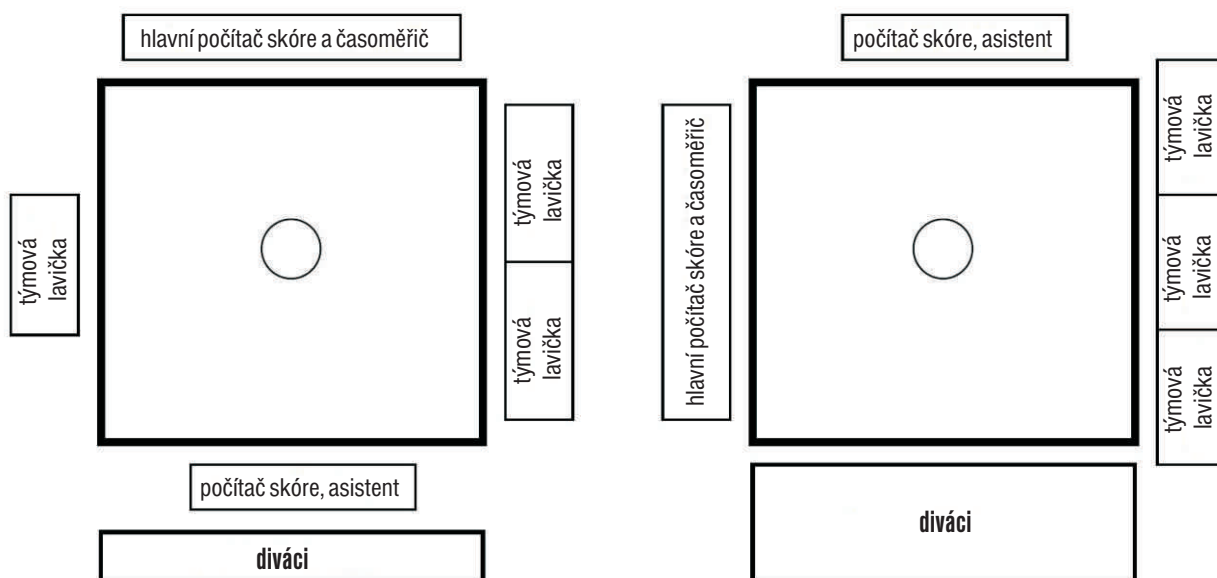 hlavní počítač skóre a časoměřič
týmová
lavička
týmová
lavička
týmová
lavička
počítač skóre, asistent
diváci
počítač skóre, asistent
hlavní počítač skóre a časoměřič
týmová
lavička
týmová
lavička
týmová
lavička
diváci